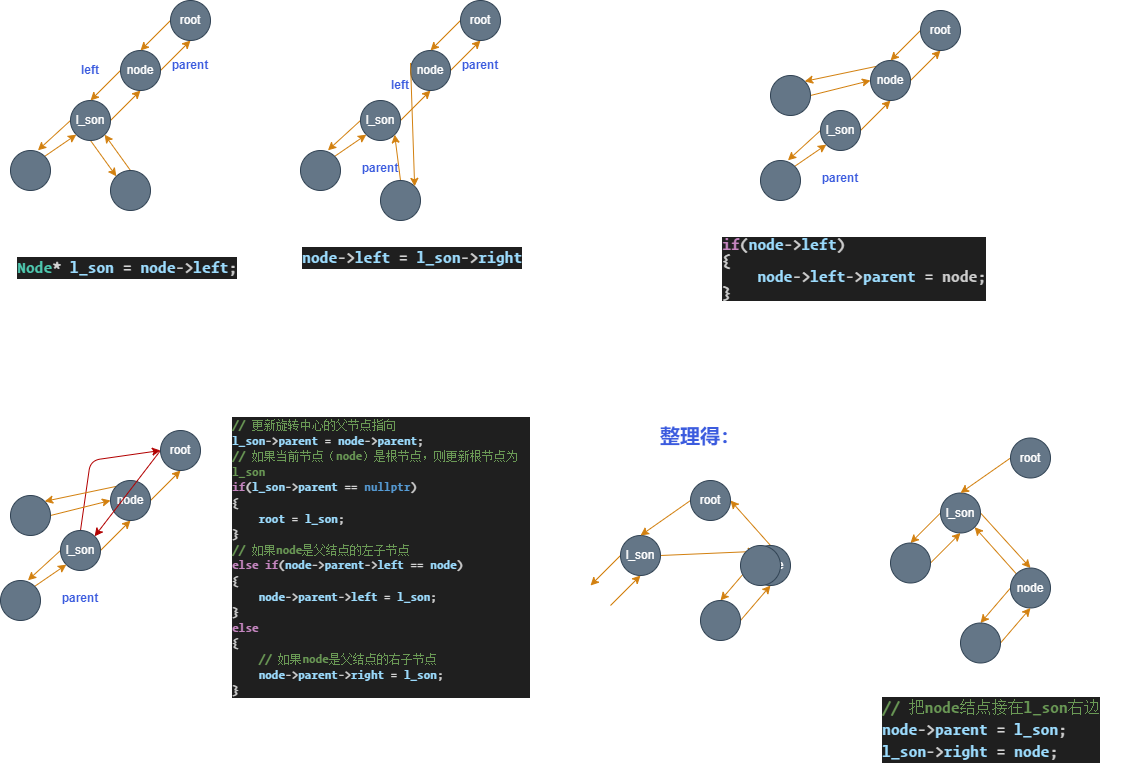 root
node
left
parent
l_son
Node* l_son = node->left;
root
node
left
parent
l_son
parent
node->left = l_son->right
root
node
l_son
parent
if(node->left)
{
    node->left->parent = node;
}
root
node
l_son
parent
// 更新旋转中心的父节点指向
l_son->parent = node->parent;
// 如果当前节点（node）是根节点，则更新根节点为
l_son
if(l_son->parent == nullptr)
{
    root = l_son;
}
// 如果node是父结点的左子节点
else if(node->parent->left == node)
{
    node->parent->left = l_son;
}
else
{
    // 如果node是父结点的右子节点
    node->parent->right = l_son;
}
整理得：
root
l_son
e
root
l_son
node
// 把node结点接在l_son右边
node->parent = l_son;
l_son->right = node;